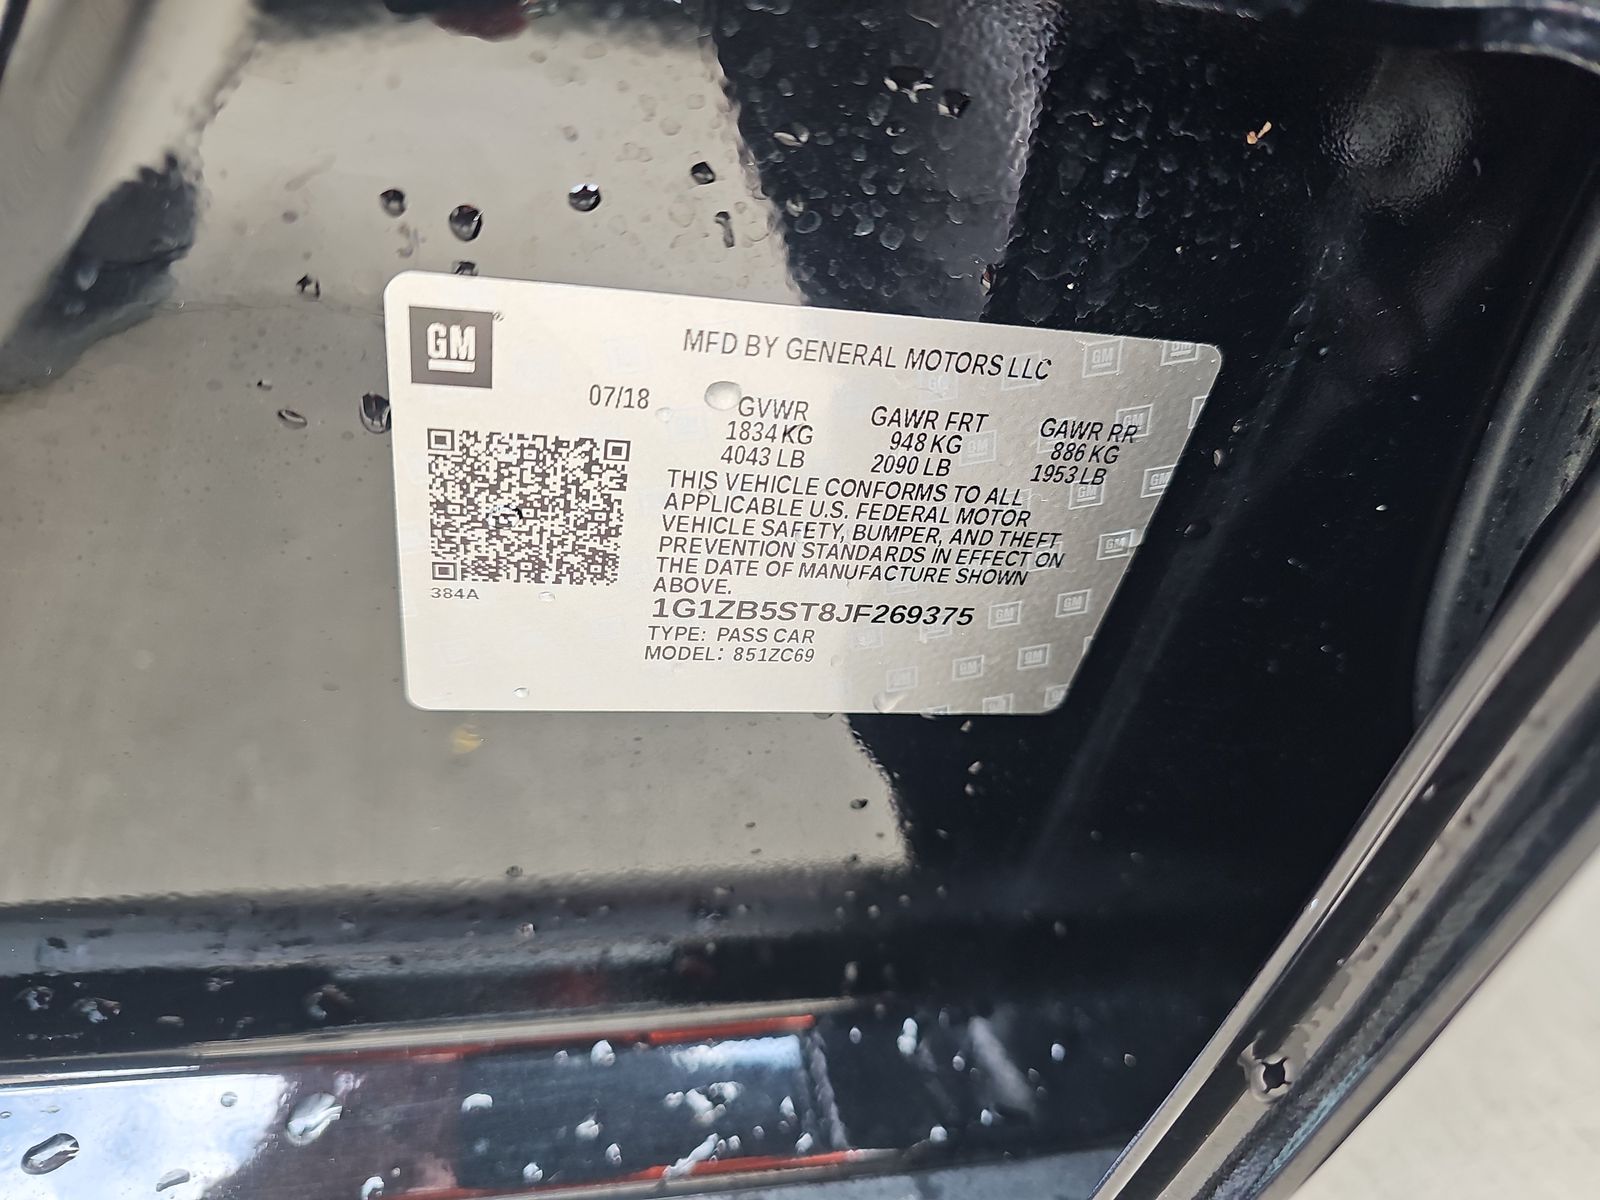 GM
MFD BY GENERAL MOTORS LLC
07/18
GVWR GAWR FRT GAWR RR
1834 KG 948 KG 886 KG
4043 LB 2090 LB 1953 LB
THIS VEHICLE CONFORMS TO ALL
APPLICABLE U.S. FEDERAL MOTOR
VEHICLE SAFETY, BUMPER, AND THEFT
PREVENTION STANDARDS IN EFFECT ON
THE DATE OF MANUFACTURE SHOWN
ABOVE.
384A
1G1ZB5ST8JF269375
TYPE: PASS CAR
MODEL: 851ZC69